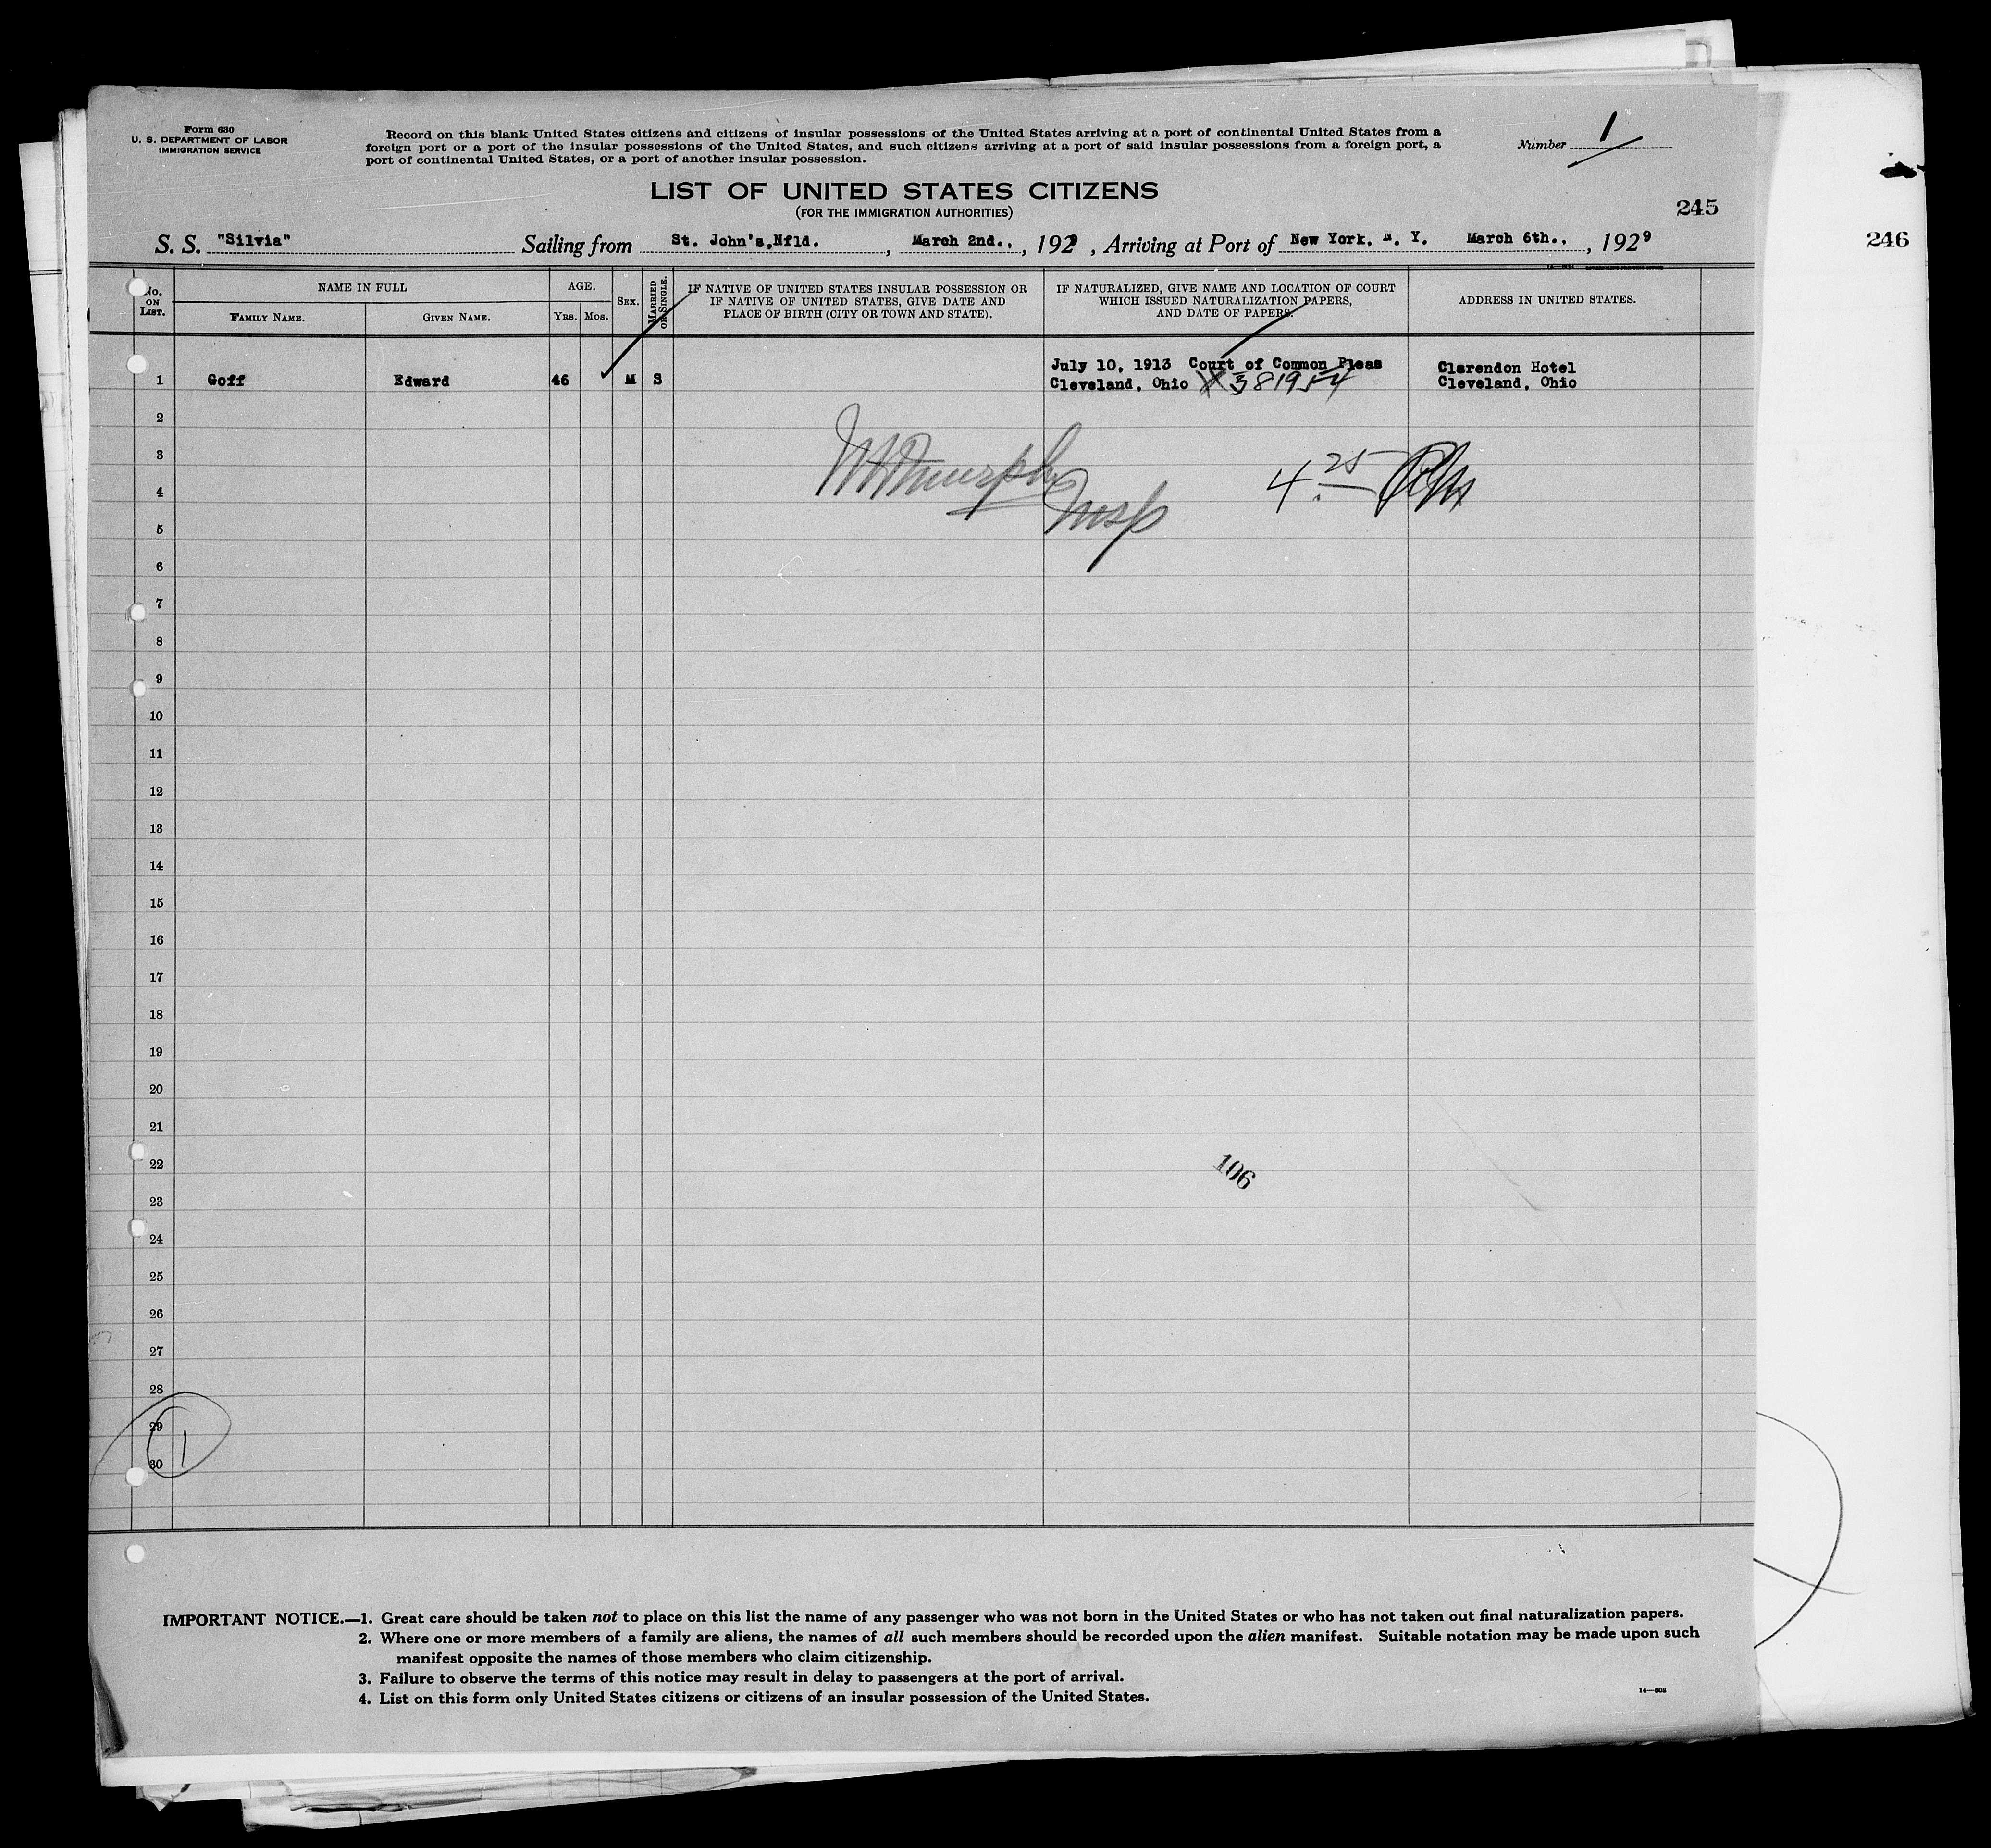 Form 630
U. S. DEPARTMENT OF LABOR
IMMIGRATION SERVICE
Record on this blank United States citizens and citizens of insular possessions of the United States arriving at a port of continental United States from a
foreign port or a port of the insular possessions of the United States, and such citizens arriving at a port of said insular possessions from a foreign port, a
port of continental United States, or a port of another insular possession.
Number 1
LIST OF UNITED STATES CITIZENS
(FOR THE IMMIGRATION AUTHORITIES)
245
246
S. S. "Silvia" Sailing from St. John's,Nfld. , March 2nd., , 1929 , Arriving at Port of New York, N. Y. March 6th., , 1929
No. ON LIST.
NAME IN FULL
FAMILY NAME.
GIVEN NAME.
AGE.
Yrs. Mos.
SEX.
MARRIED OR SINGLE.
IF NATIVE OF UNITED STATES INSULAR POSSESSION OR
IF NATIVE OF UNITED STATES, GIVE DATE AND
PLACE OF BIRTH (CITY OR TOWN AND STATE).
IF NATURALIZED, GIVE NAME AND LOCATION OF COURT
WHICH ISSUED NATURALIZATION PAPERS,
AND DATE OF PAPERS.
ADDRESS IN UNITED STATES.
July 10, 1913 Court of Common Pleas
Clarendon Hotel
1 Goff Edward 46 M S
Cleveland, Ohio 381954
Cleveland, Ohio
2
3
4
4.25
5
6
7
8
9
10
11
12
13
14
15
16
17
18
19
20
21
22
106
23
24
25
26
27
28
29
1
30
IMPORTANT NOTICE.—1. Great care should be taken not to place on this list the name of any passenger who was not born in the United States or who has not taken out final naturalization papers.
2. Where one or more members of a family are aliens, the names of all such members should be recorded upon the alien manifest. Suitable notation may be made upon such
manifest opposite the names of those members who claim citizenship.
3. Failure to observe the terms of this notice may result in delay to passengers at the port of arrival.
4. List on this form only United States citizens or citizens of an insular possession of the United States.